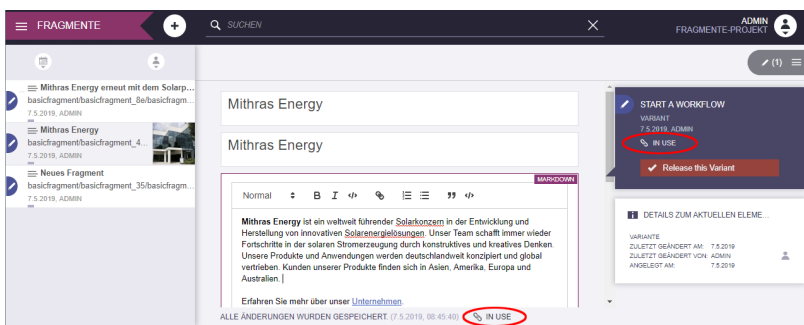 FRAGMENTE
SUCHEN
ADMIN
FRAGMENTE-PROJEKT
(1)
Mithras Energy erneut mit dem Solarp...
basicfragment/basicfragment_8e/basicfragm...
7.5.2019, ADMIN
Mithras Energy
basicfragment/basicfragment_4...
7.5.2019, ADMIN
Neues Fragment
basicfragment/basicfragment_35/basicfragm...
7.5.2019, ADMIN
Mithras Energy
Mithras Energy
MARKDOWN
Normal B I
Mithras Energy ist ein weltweit führender Solarkonzern in der Entwicklung und
Herstellung von innovativen Solarenergielösungen. Unser Team schafft immer wieder
Fortschritte in der solaren Stromerzeugung durch konstruktives und kreatives Denken.
Unsere Produkte und Anwendungen werden deutschlandweit konzipiert und global
vertrieben. Kunden unserer Produkte finden sich in Asien, Amerika, Europa und
Australien.
Erfahren Sie mehr über unser Unternehmen.
ALLE ÄNDERUNGEN WURDEN GESPEICHERT. (7.5.2019, 08:45:40) IN USE
START A WORKFLOW
VARIANT
7.5.2019, ADMIN
IN USE
Release this Variant
DETAILS ZUM AKTUELLEN ELEME...
VARIANTE
ZULETZT GEÄNDERT AM: 7.5.2019
ZULETZT GEÄNDERT VON: ADMIN
ANGELEGT AM: 7.5.2019